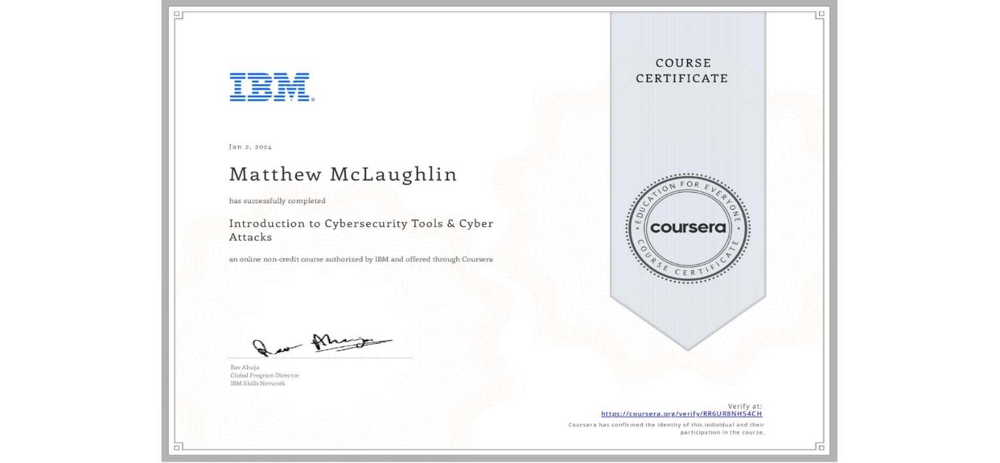 COURSE
CERTIFICATE
IBM®
Jan 2, 2024
Matthew McLaughlin
has successfully completed
Introduction to Cybersecurity Tools & Cyber
Attacks
an online non-credit course authorized by IBM and offered through Coursera
EDUCATION FOR EVERYONE
coursera
COURSE CERTIFICATE
Rav Ahuja
Rav Ahuja
Global Program Director
IBM Skills Network
Verify at:
https://coursera.org/verify/RR6UR8NHS4CH
Coursera has confirmed the identity of this individual and their
participation in the course.